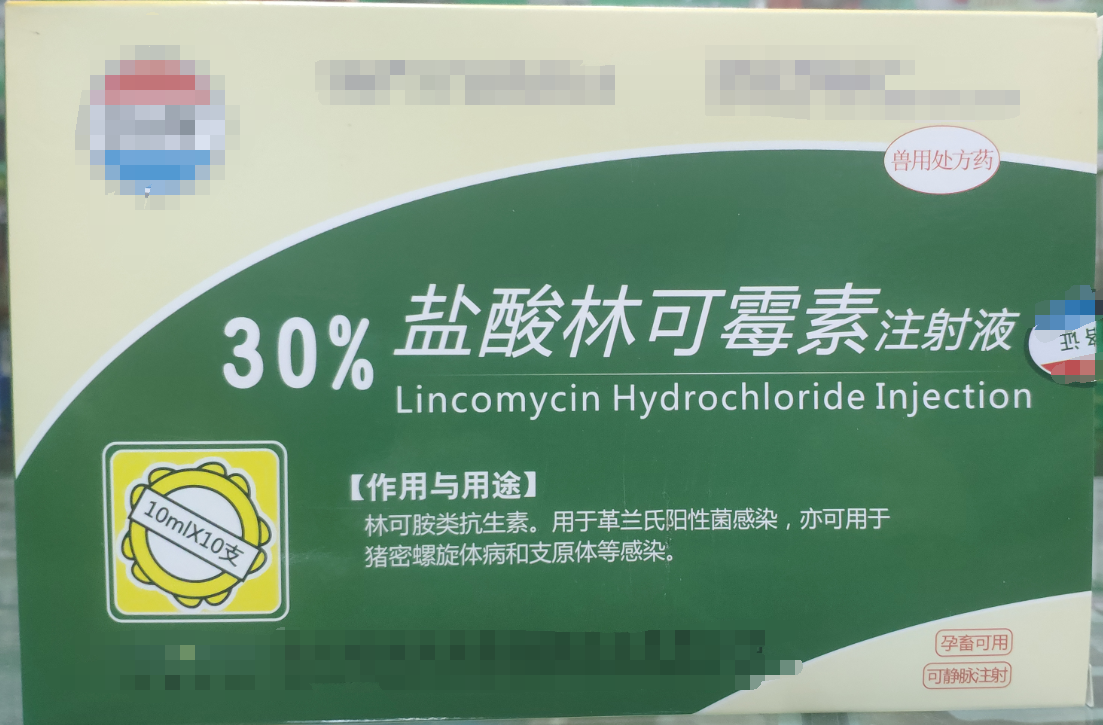 兽用处方药
30% 盐酸林可霉素注射液
Lincomycin Hydrochloride Injection
证
10mlX10支
【作用与用途】
林可胺类抗生素。用于革兰氏阳性菌感染，亦可用于
猪密螺旋体病和支原体等感染。
孕畜可用
可静脉注射